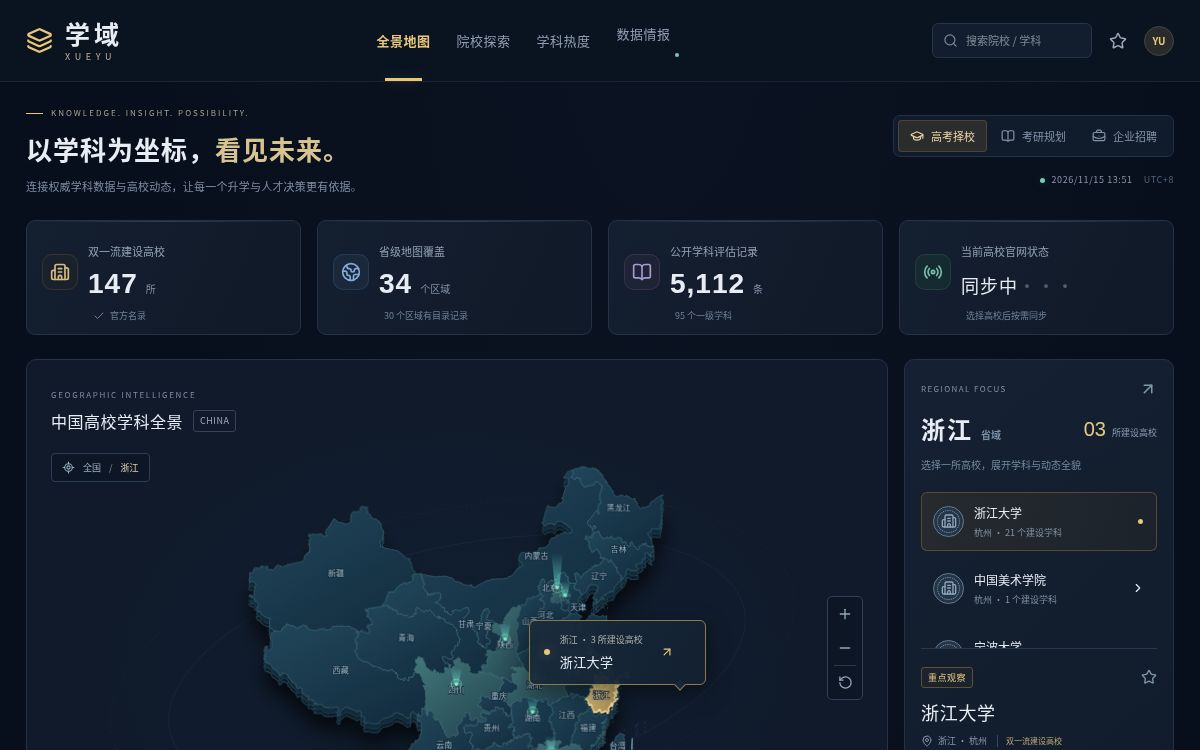 学域
XUEYU
全景地图 院校探索 学科热度 数据情报
搜索院校 / 学科
YU
KNOWLEDGE. INSIGHT. POSSIBILITY.
以学科为坐标，看见未来。
连接权威学科数据与高校动态，让每一个升学与人才决策更有依据。
高考择校 考研规划 企业招聘
2026/11/15 13:51 UTC+8
双一流建设高校
147 所
官方名录
省级地图覆盖
34 个区域
30 个区域有目录记录
公开学科评估记录
5,112 条
95 个一级学科
当前高校官网状态
同步中
选择高校后按需同步
GEOGRAPHIC INTELLIGENCE
中国高校学科全景 CHINA
全国 / 浙江
黑龙江
吉林
内蒙古
辽宁
新疆
北京
天津
河北
甘肃
宁夏
青海
陕西
浙江 · 3 所建设高校
浙江大学
西藏
四川
重庆
湖北
浙江
湖南
江西
贵州
福建
云南
台湾
REGIONAL FOCUS
浙江 省域
03 所建设高校
选择一所高校，展开学科与动态全貌
浙江大学
杭州 · 21 个建设学科
中国美术学院
杭州 · 1 个建设学科
宁波大学
重点观察
浙江大学
浙江 · 杭州 双一流建设高校